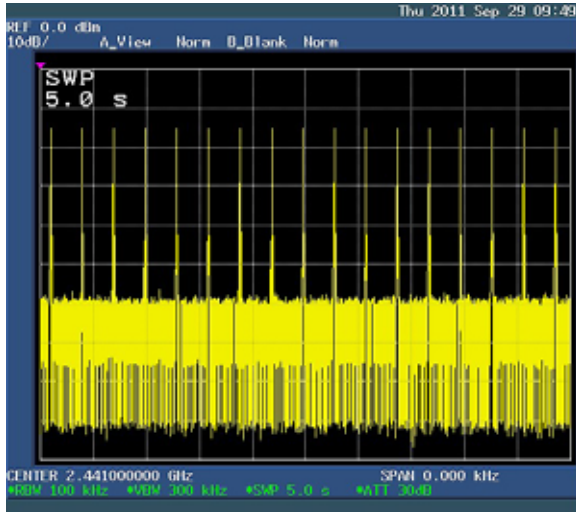 Thu 2011 Sep 29 09:49
REF 0.0 dBm
10dB/ A_View Norm B_Blank Norm
SWP
5.0 s
CENTER 2.441000000 GHz SPAN 0.000 kHz
*RBW 100 kHz *VBW 300 kHz *SWP 5.0 s *ATT 30dB